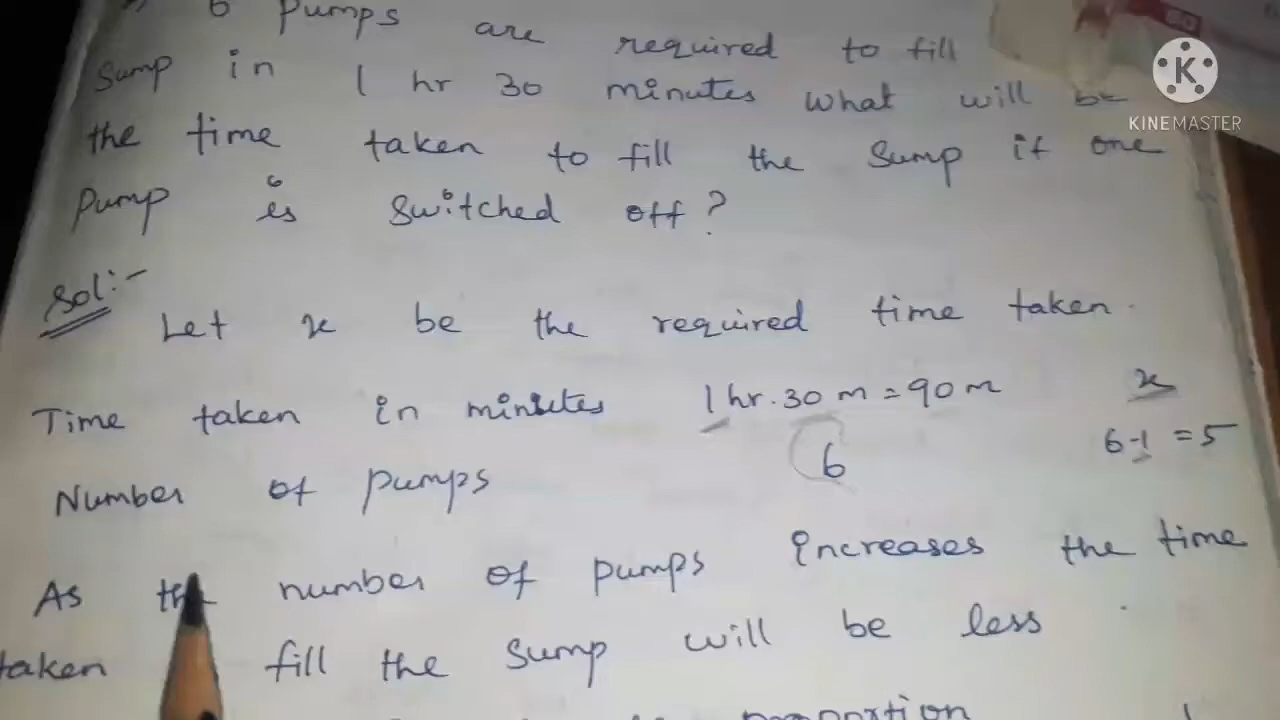 6 Pumps are required to fill
Sump in 1 hr 30 minutes what will be
the time taken to fill the Sump if one
Pump is switched off?
Sol:-
Let x be the required time taken.
Time taken in minutes 1 hr. 30 m = 90 m x
Number of pumps 6 6-1 = 5
As the number of pumps increases the time
taken fill the sump will be less
proportion
K
KINEMASTER